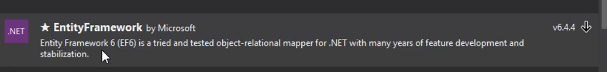 .NET
★ EntityFramework by Microsoft
v6.4.4
Entity Framework 6 (EF6) is a tried and tested object-relational mapper for .NET with many years of feature development and
stabilization.